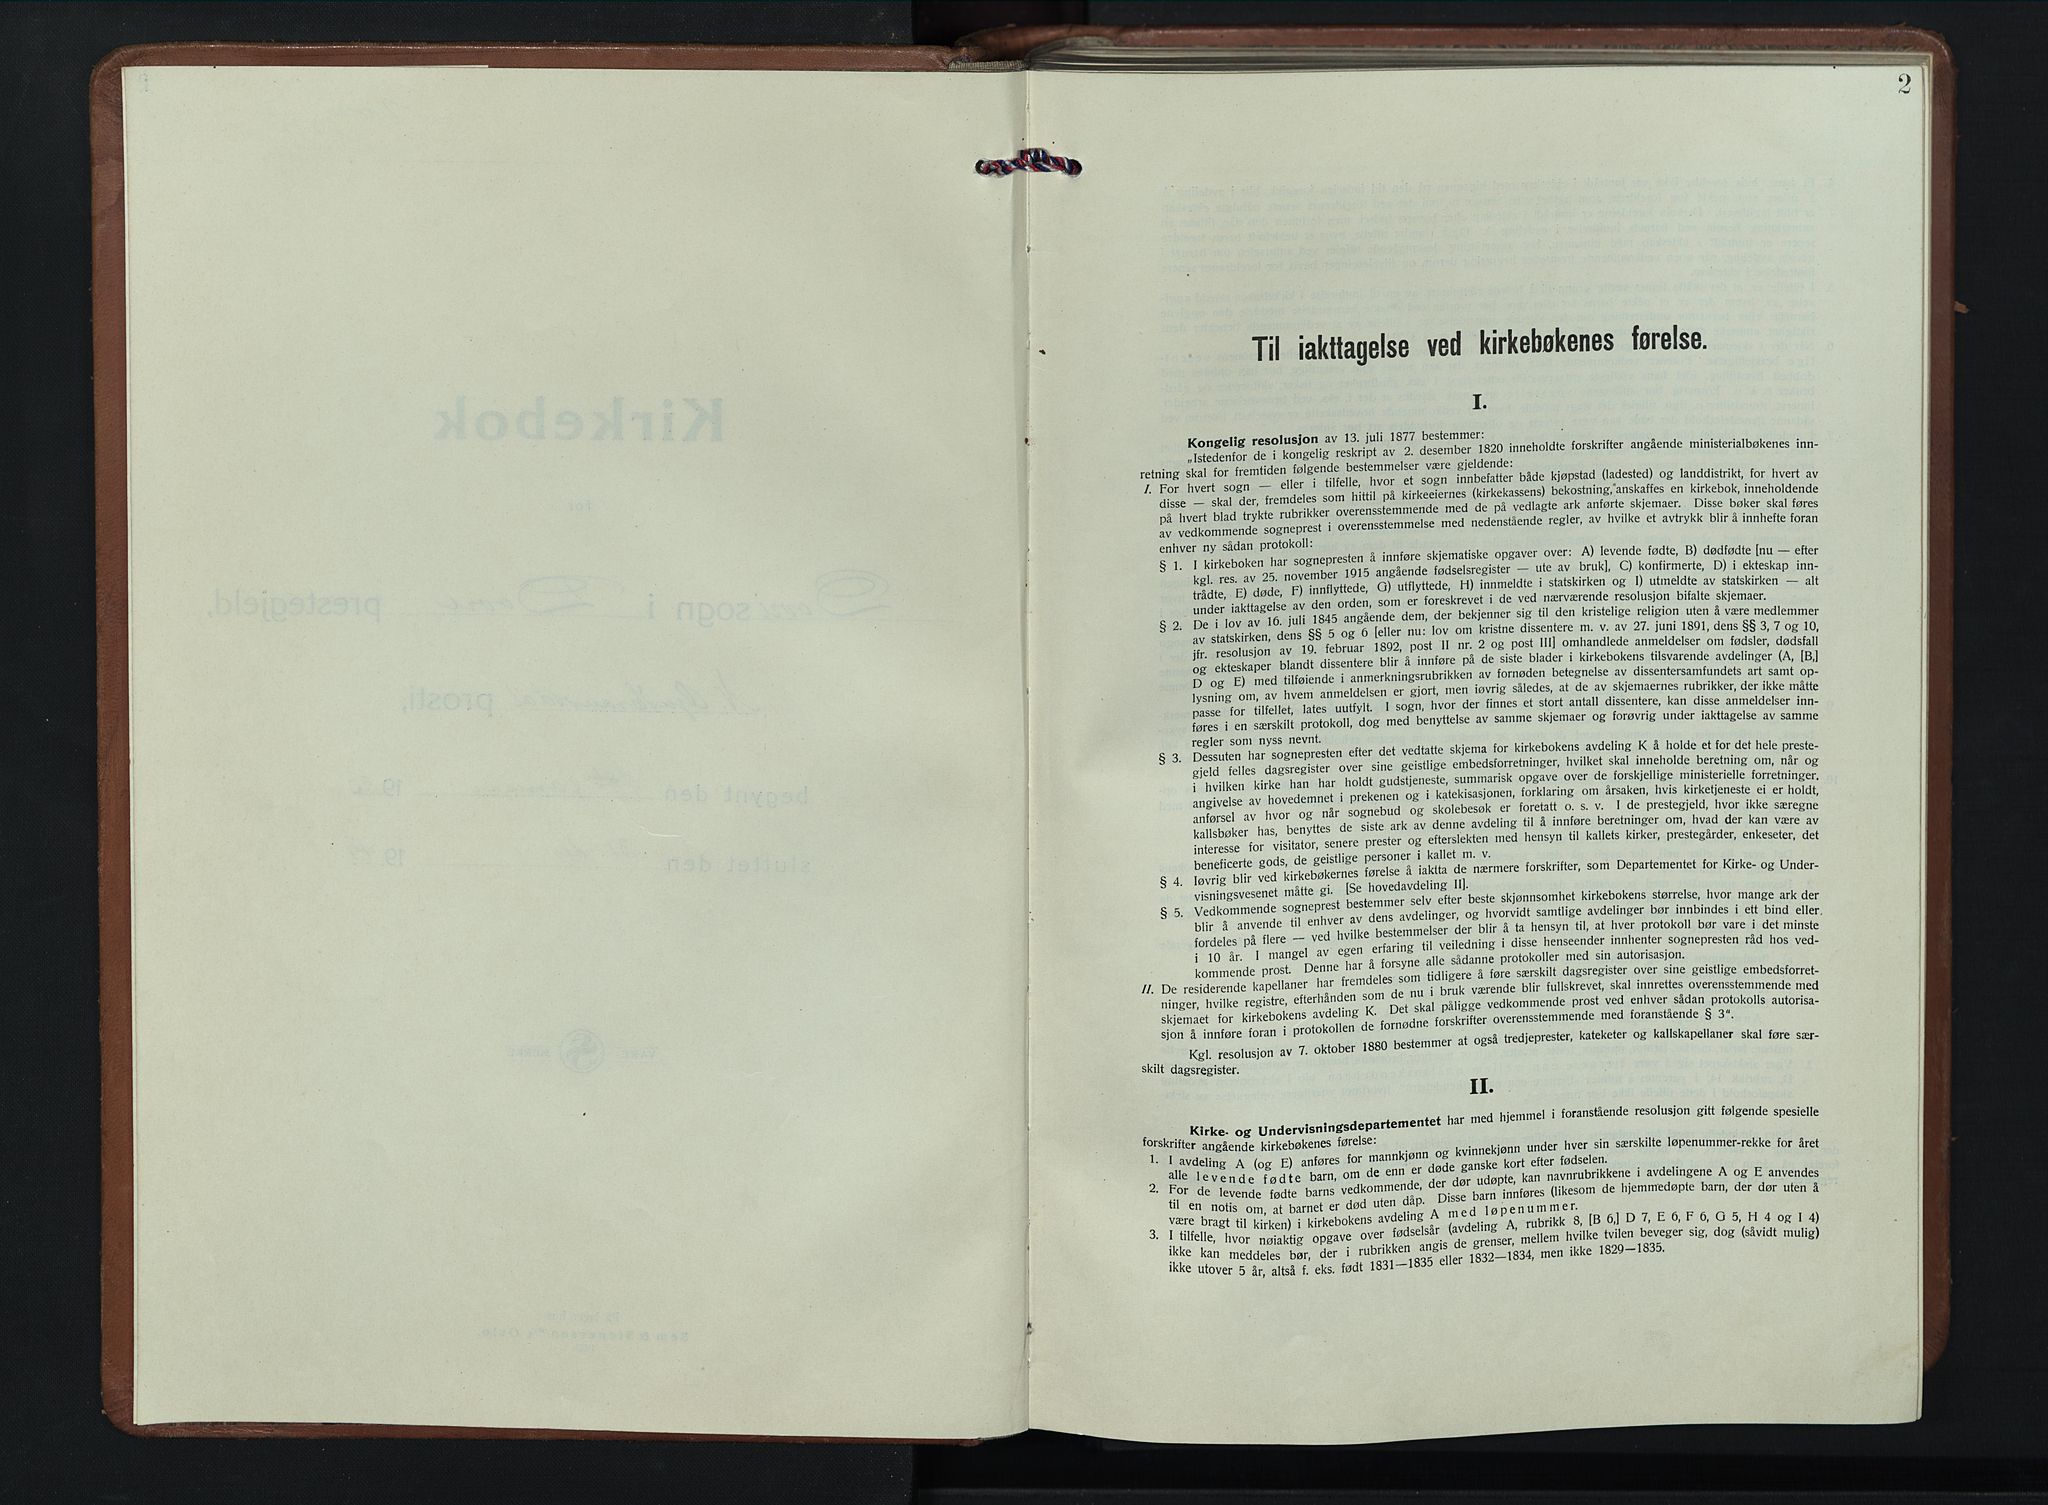 2
Til iakttagelse ved kirkebøkenes førelse.
I.
Kongelig resolusjon av 13. juli 1877 bestemmer:
„Istedenfor de i kongelig reskript av 2. desember 1820 inneholdte forskrifter angående ministerialbøkenes inn-
retning skal for fremtiden følgende bestemmelser være gjeldende:
I. For hvert sogn — eller i tilfelle, hvor et sogn innbefatter både kjøpstad (ladested) og landdistrikt, for hvert av
disse — skal der, fremdeles som hittil på kirkeeiernes (kirkekassens) bekostning, anskaffes en kirkebok, inneholdende
på hvert blad trykte rubrikker overensstemmende med de på vedlagte ark anførte skjemaer. Disse bøker skal føres
av vedkommende sogneprest i overensstemmelse med nedenstående regler, av hvilke et avtrykk blir å innhefte foran
enhver ny sådan protokoll:
§ 1. I kirkeboken har sognepresten å innføre skjematiske opgaver over: A) levende fødte, B) dødfødte [nu — efter
kgl. res. av 25. november 1915 angående fødselsregister — ute av bruk], C) konfirmerte, D) i ekteskap inn-
trådte, E) døde, F) innflyttede, G) utflyttede, H) innmeldte i statskirken og I) utmeldte av statskirken — alt
under iakttagelse av den orden, som er foreskrevet i de ved nærværende resolusjon bifalte skjemaer.
§ 2. De i lov av 16. juli 1845 angående dem, der bekjenner sig til den kristelige religion uten å være medlemmer
av statskirken, dens §§ 5 og 6 [eller nu: lov om kristne dissentere m. v. av 27. juni 1891, dens §§ 3, 7 og 10,
jfr. resolusjon av 19. februar 1892, post II nr. 2 og post III] omhandlede anmeldelser om fødsler, dødsfall
og ekteskaper blandt dissentere blir å innføre på de siste blader i kirkebokens tilsvarende avdelinger (A, [B,]
D og E) med tilføiende i anmerkningsrubrikken av fornøden betegnelse av dissentersamfundets art samt op-
lysning om, av hvem anmeldelsen er gjort, men iøvrig således, at de av skjemaernes rubrikker, der ikke måtte
passe for tilfellet, lates uutfylt. I sogn, hvor der finnes et stort antall dissentere, kan disse anmeldelser inn-
føres i en særskilt protokoll, dog med benyttelse av samme skjemaer og forøvrig under iakttagelse av samme
regler som nyss nevnt.
§ 3. Dessuten har sognepresten efter det vedtatte skjema for kirkebokens avdeling K å holde et for det hele preste-
gjeld felles dagsregister over sine geistlige embedsforretninger, hvilket skal inneholde beretning om, når og
i hvilken kirke han har holdt gudstjeneste, summarisk opgave over de forskjellige ministerielle forretninger,
angivelse av hovedemnet i prekenen og i katekisasjonen, forklaring om årsaken, hvis kirketjeneste ei er holdt,
anførsel av hvor og når sognebud og skolebesøk er foretatt o. s. v. I de prestegjeld, hvor ikke særegne
kallsbøker has, benyttes de siste ark av denne avdeling til å innføre beretninger om, hvad der kan være av
interesse for visitator, senere prester og efterslekten med hensyn til kallets kirker, prestegårder, enkeseter, det
beneficerte gods, de geistlige personer i kallet m. v.
§ 4. Iøvrig blir ved kirkebøkernes førelse å iaktta de nærmere forskrifter, som Departementet for Kirke- og Under-
visningsvesenet måtte gi. [Se hovedavdeling II].
§ 5. Vedkommende sogneprest bestemmer selv efter beste skjønnsomhet kirkebokens størrelse, hvor mange ark der
blir å anvende til enhver av dens avdelinger, og hvorvidt samtlige avdelinger bør innbindes i ett bind eller
fordeles på flere — ved hvilke bestemmelser der blir å ta hensyn til, at hver protokoll bør vare i det minste
i 10 år. I mangel av egen erfaring til veiledning i disse henseender innhenter sognepresten råd hos ved-
kommende prost. Denne har å forsyne alle sådanne protokoller med sin autorisasjon.
II. De residerende kapellaner har fremdeles som tidligere å føre særskilt dagsregister over sine geistlige embedsforret-
ninger, hvilke registre, efterhånden som de nu i bruk værende blir fullskrevet, skal innrettes overensstemmende med
skjemaet for kirkebokens avdeling K. Det skal påligge vedkommende prost ved enhver sådan protokolls autorisa-
sjon å innføre foran i protokollen de fornødne forskrifter overensstemmende med foranstående § 3“.
Kgl. resolusjon av 7. oktober 1880 bestemmer at også tredjeprester, kateketer og kallskapellaner skal føre sær-
skilt dagsregister.
II.
Kirke- og Undervisningsdepartementet har med hjemmel i foranstående resolusjon gitt følgende spesielle
forskrifter angående kirkebøkenes førelse:
1. I avdeling A (og E) anføres for mannkjønn og kvinnekjønn under hver sin særskilte løpenummer-rekke for året
alle levende fødte barn, om de enn er døde ganske kort efter fødselen.
2. For de levende fødte barns vedkommende, der dør udøpte, kan navnrubrikkene i avdelingene A og E anvendes
til en notis om, at barnet er død uten dåp. Disse barn innføres (likesom de hjemmedøpte barn, der dør uten å
være bragt til kirken) i kirkebokens avdeling A med løpenummer.
3. I tilfelle, hvor nøiaktig opgave over fødselsår (avdeling A, rubrikk 8, [B 6,] D 7, E 6, F 6, G 5, H 4 og I 4)
ikke kan meddeles bør, der i rubrikken angis de grenser, mellem hvilke tvilen beveger sig, dog (såvidt mulig)
ikke utover 5 år, altså f. eks. født 1831—1835 eller 1832—1834, men ikke 1829—1835.